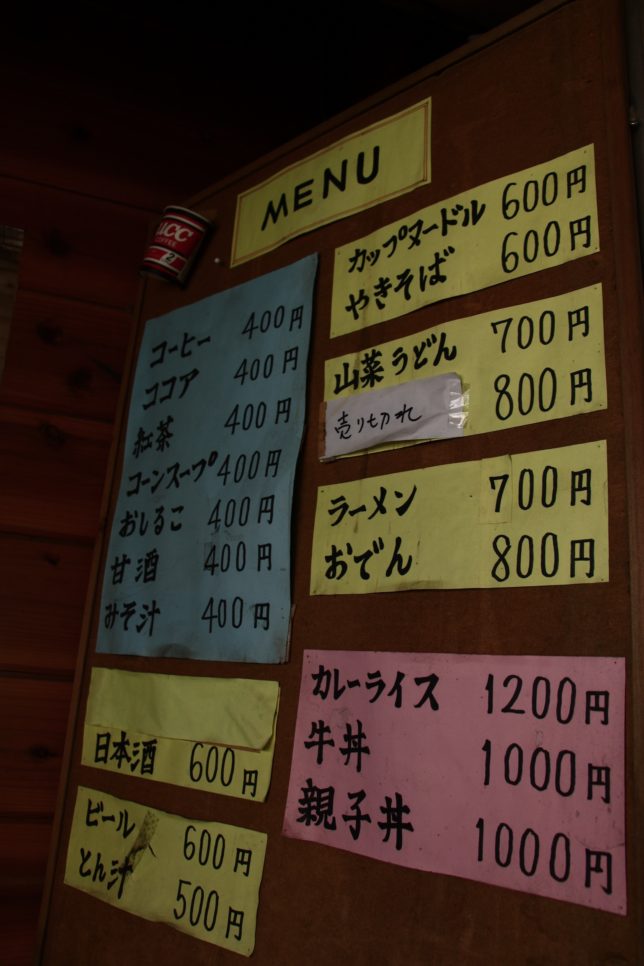 MENU
UCC
COFFEE
2
コーヒー 400円
ココア 400円
紅茶 400円
コーンスープ 400円
おしるこ 400円
甘酒 400円
みそ汁 400円
日本酒 600円
ビール 600円
とん汁 500円
カップヌードル 600円
やきそば 600円
山菜うどん 700円
売り切れ 800円
ラーメン 700円
おでん 800円
カレーライス 1200円
牛丼 1000円
親子丼 1000円